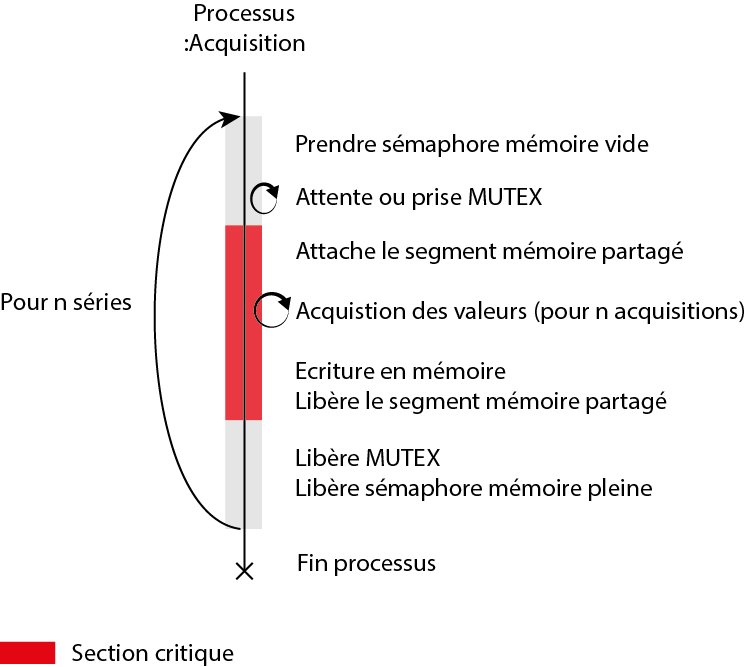 Processus
:Acquisition
Prendre sémaphore mémoire vide
Attente ou prise MUTEX
Attache le segment mémoire partagé
Pour n séries
Acquistion des valeurs (pour n acquisitions)
Ecriture en mémoire
Libère le segment mémoire partagé
Libère MUTEX
Libère sémaphore mémoire pleine
Fin processus
Section critique